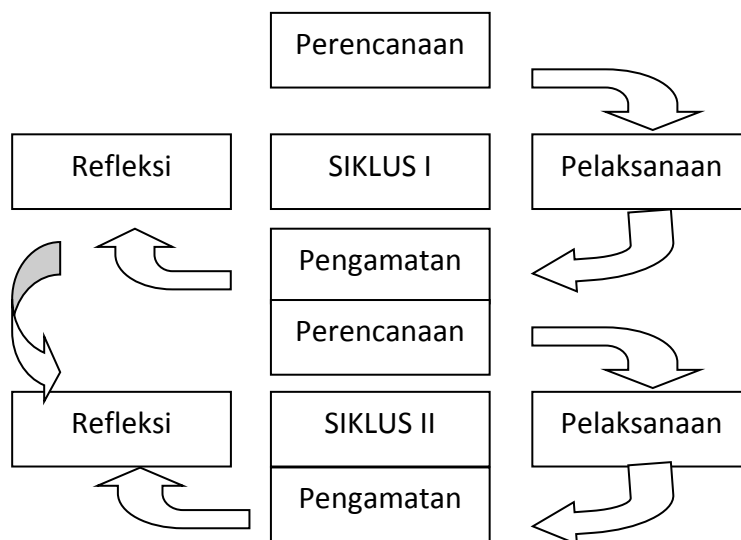 Perencanaan
Refleksi SIKLUS I Pelaksanaan
Pengamatan
Perencanaan
Refleksi SIKLUS II Pelaksanaan
Pengamatan